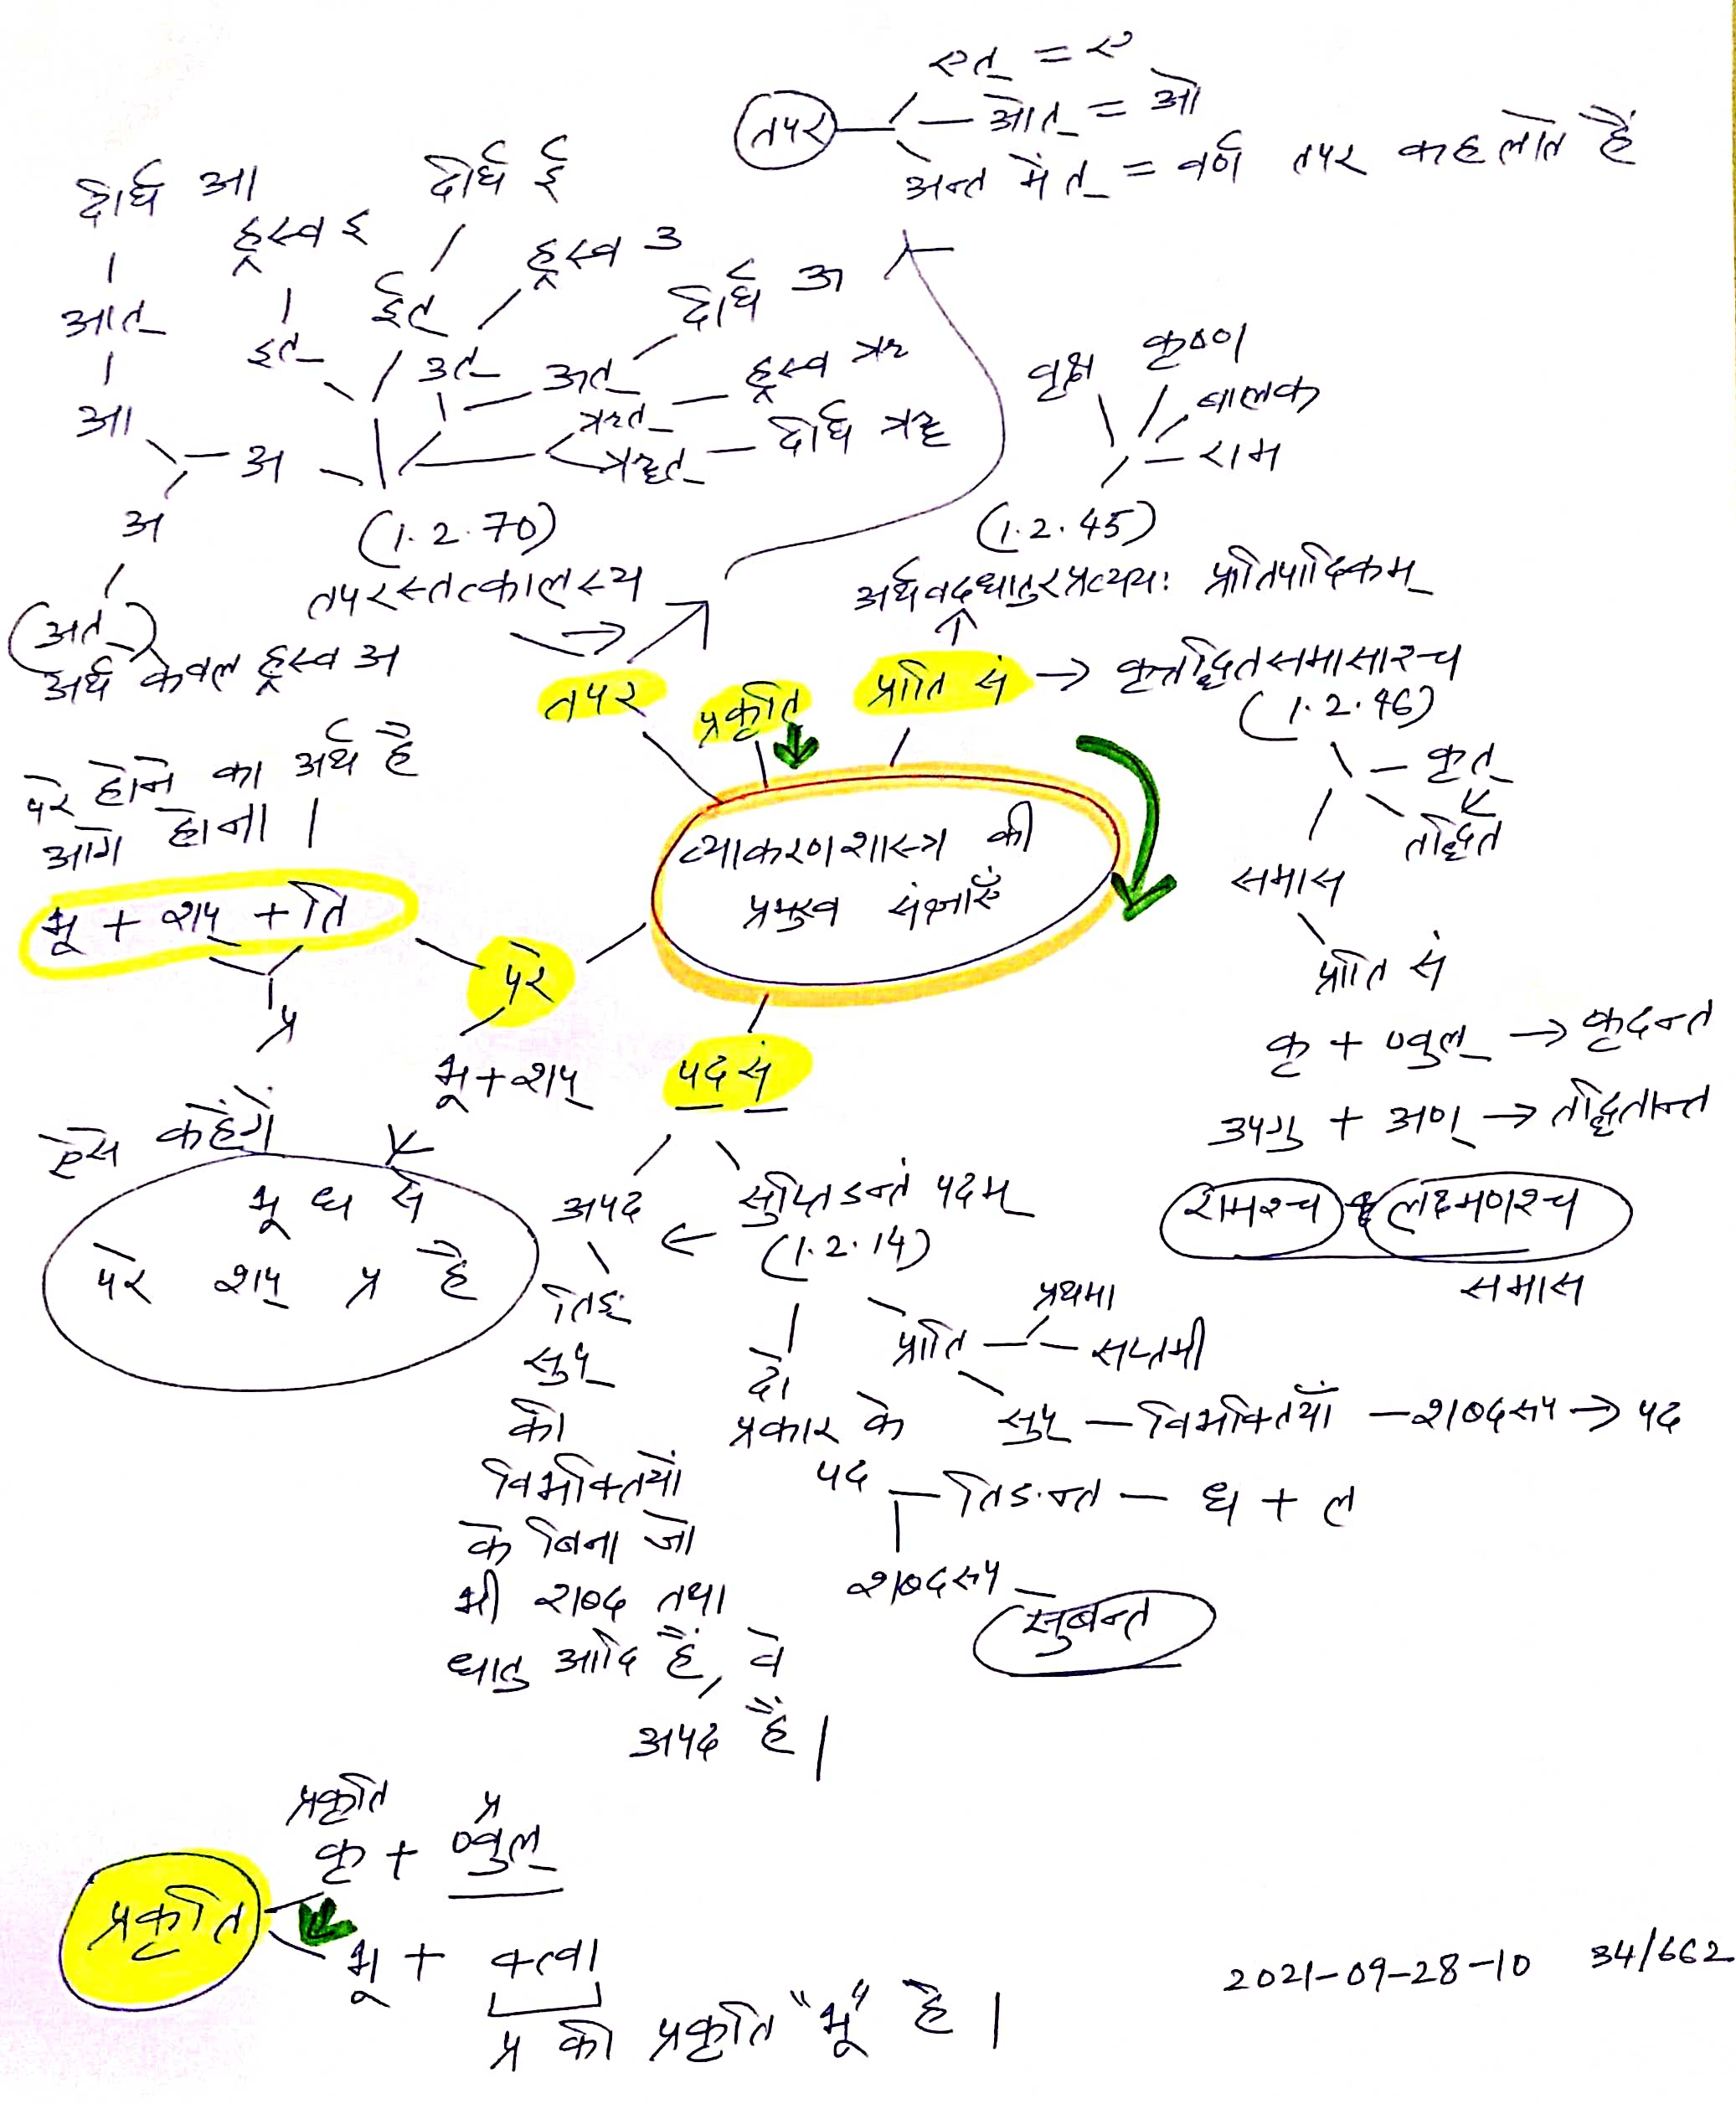 एत् = ए
तपर — ओत् = ओ
अन्त में त् = वर्ण तपर कहलाते हैं
दीर्घ आ
ह्रस्व इ
दीर्घ ई
ह्रस्व उ
दीर्घ ऊ
आत्
इत्
ईत्
उत्
ऊत्
ऋत् — ह्रस्व ऋ
ॠत् — दीर्घ ॠ
आ
अ
अ
(1.2.70)
तपरस्तत्कालस्य
(अत्)
अर्थ केवल ह्रस्व अ
वृक्ष
कृष्ण
बालक
राम
(1.2.45)
अर्थवदधातुरप्रत्ययः प्रातिपादिकम्
तपर
प्रकृति
प्राति सं → कृत्तद्धितसमासाश्च
(1.2.46)
कृत्
तद्धित
समास
प्राति सं
कृ + ण्वुल् → कृदन्त
उपगु + अण् → तद्धितान्त
रामश्च + लक्ष्मणश्च
समास
व्याकरणशास्त्र की
प्रमुख संज्ञाएँ
परे होने का अर्थ है
आगे होना।
भू + शप् + ति
प्र
परे
भू + शप्
ऐसे कहेंगे
भू धा से
परे शप् प्र है
पद सं
अपद
सुप्तिङन्तं पदम्
(1.2.14)
तिङ्
सुप्
की
विभक्तियों
के बिना जो
भी शब्द तथा
धातु आदि हैं, वे
अपद हैं।
दो
प्रकार के
पद
प्राति
प्रथमा
सप्तमी
सुप् — विभक्तियाँ — शब्दरूप → पद
तिङन्त — धा + ल
शब्दरूप
सुबन्त
प्रकृति प्र
कृ + ण्वुल्
प्रकृति
भू + क्त्वा
प्र की प्रकृति "भू" है।
2021-09-28-10 34/662